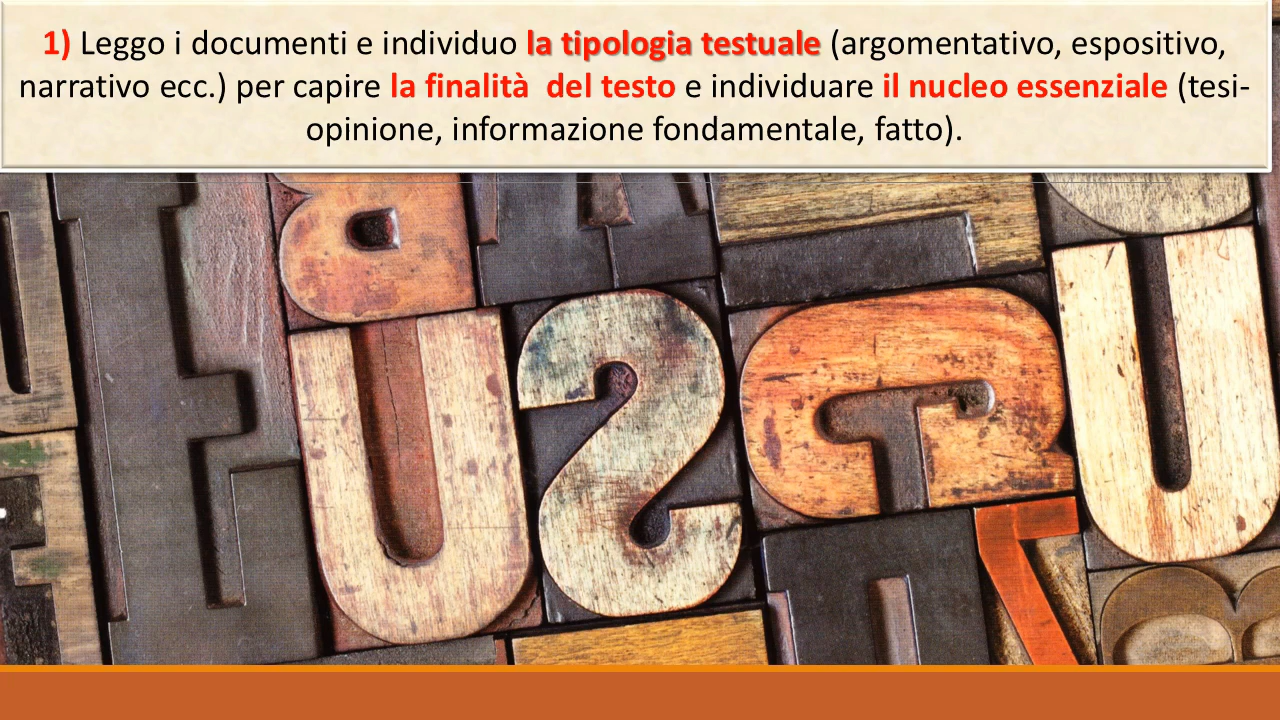 1) Leggo i documenti e individuo la tipologia testuale (argomentativo, espositivo,
narrativo ecc.) per capire la finalità  del testo e individuare il nucleo essenziale (tesi-
opinione, informazione fondamentale, fatto).